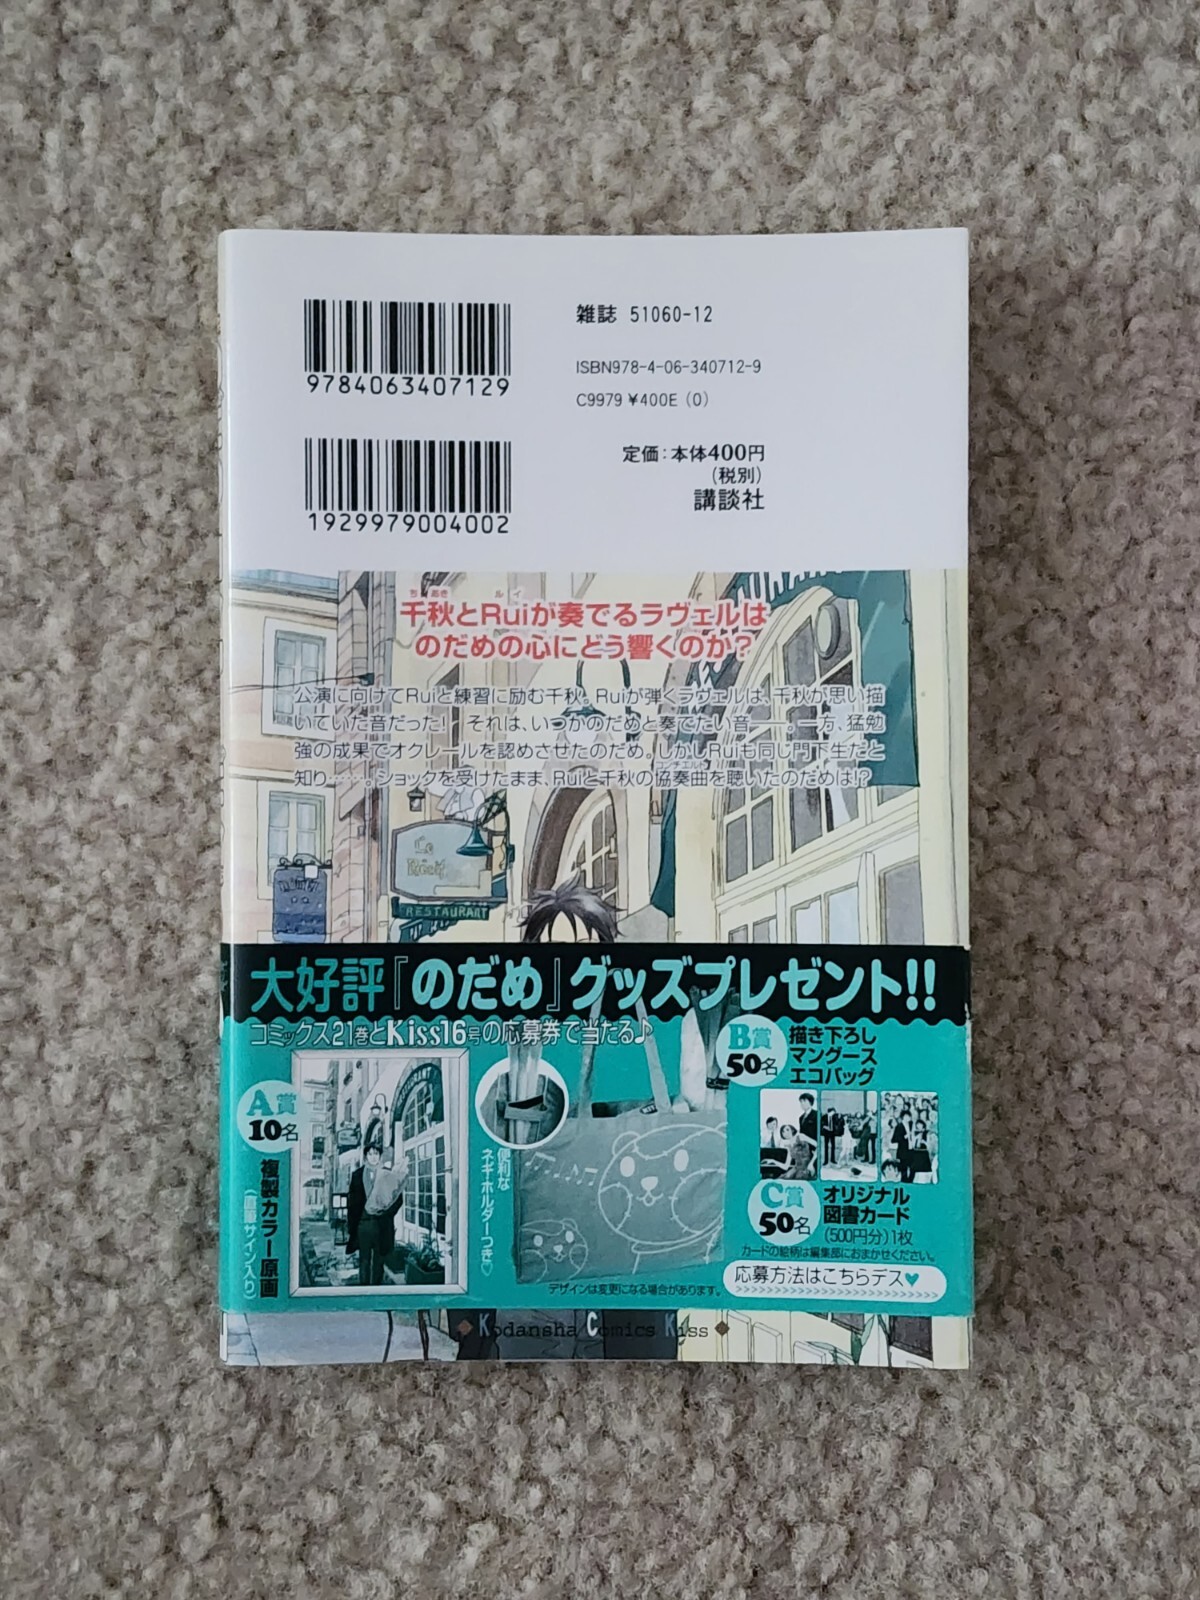 9784063407129
雑誌 51060-12
ISBN978-4-06-340712-9
C9979 ¥400E (0)
1929979004002
定価:本体400円
(税別)
講談社
ちあき ルイ
千秋とRuiが奏でるラヴェルは
のだめの心にどう響くのか?
公演に向けてRuiと練習に励む千秋。Ruiが弾くラヴェルは、千秋が思い描
いていた音だった! それは、いつかのだめと奏でたい音——。一方、猛勉
強の成果でオクレールを認めさせたのだめ。しかしRuiも同じ門下生だと
コンチェルト
知り……。ショックを受けたまま、Ruiと千秋の協奏曲を聴いたのだめは!?
RESTAURANT
大好評『のだめ』グッズプレゼント!!
コミックス21巻とKiss16号の応募券で当たる♪
A賞
10名
複製カラー原画
(直筆サイン入り)
便利な
ネギホルダーつき♡
デザインは変更になる場合があります。
B賞
50名
描き下ろし
マングース
エコバッグ
C賞
50名
オリジナル
図書カード
(500円分)1枚
カードの絵柄は編集部におまかせください。
応募方法はこちらデス♥
Kodansha Comics Kiss